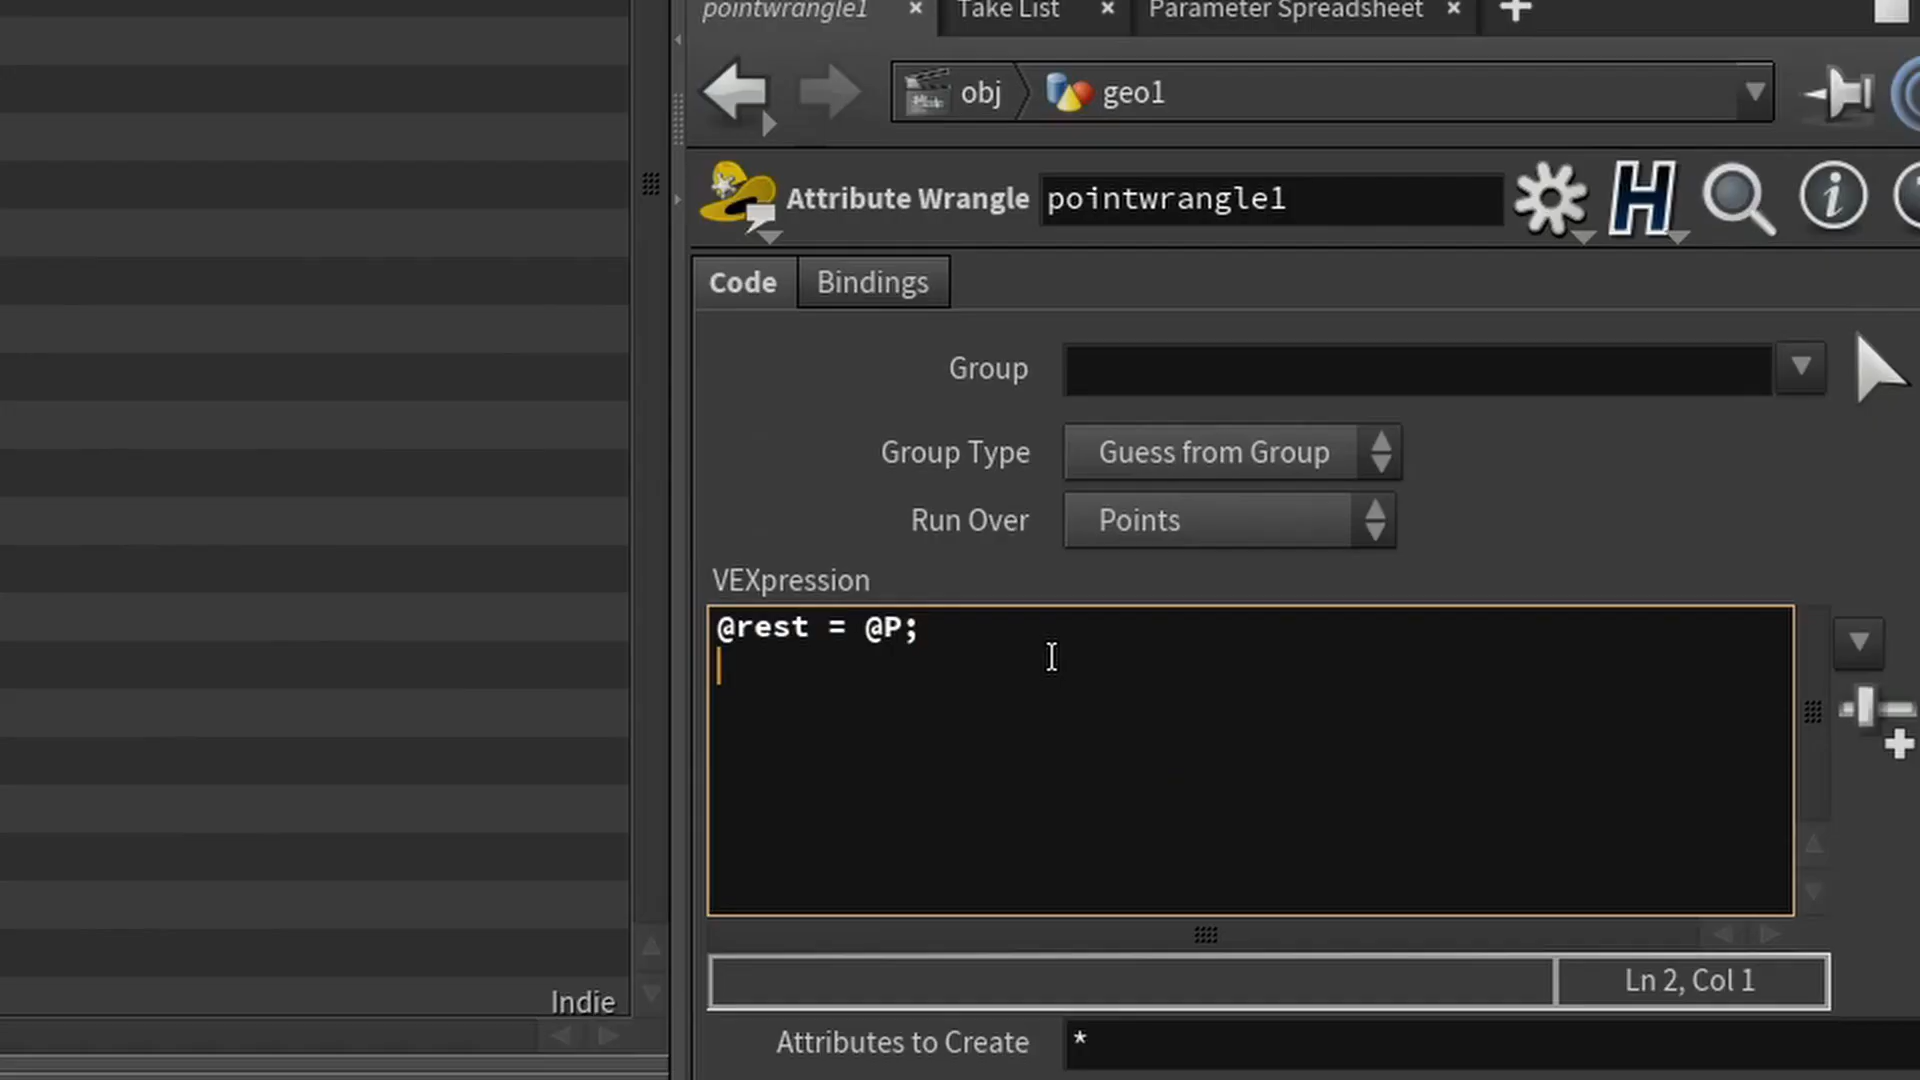 pointwrangle1 × Take List × Parameter Spreadsheet × +
obj geo1
Attribute Wrangle pointwrangle1
Code Bindings
Group
Group Type Guess from Group
Run Over Points
VEXpression
@rest = @P;
Ln 2, Col 1
Indie
Attributes to Create *